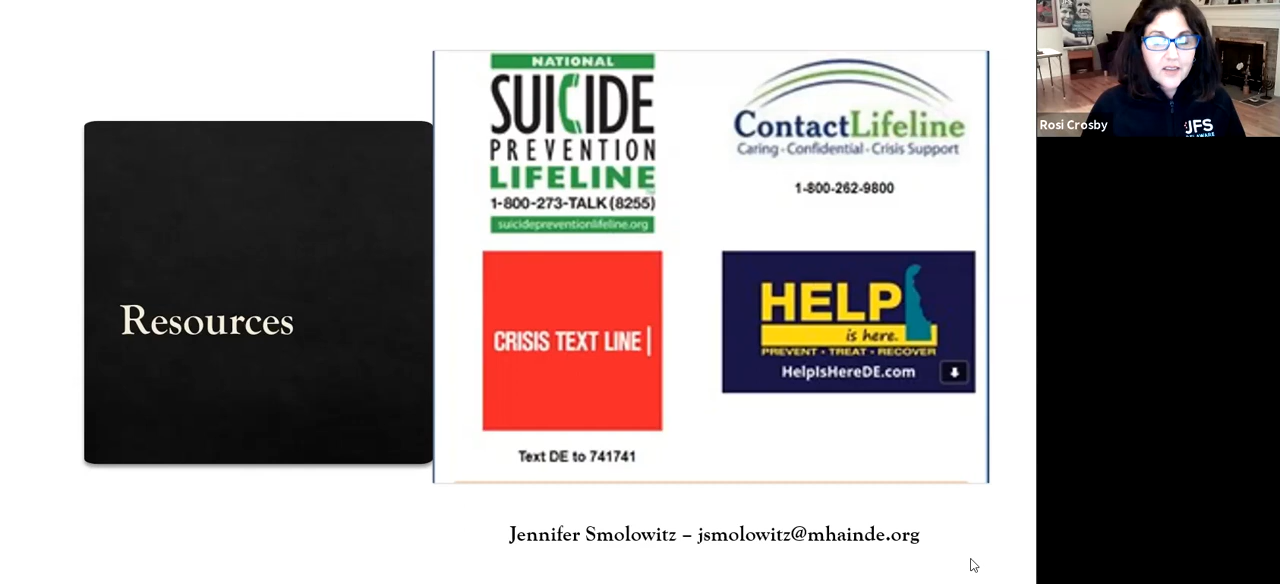 Resources
NATIONAL
SUICIDE
PREVENTION
LIFELINE
1-800-273-TALK (8255)
suicidepreventionlifeline.org
ContactLifeline
Caring - Confidential - Crisis Support
1-800-262-9800
CRISIS TEXT LINE |
Text DE to 741741
HELP
is here.
PREVENT • TREAT • RECOVER
HelpIsHereDE.com
Jennifer Smolowitz – jsmolowitz@mhainde.org
Rosi Crosby
JFS
DELAWARE